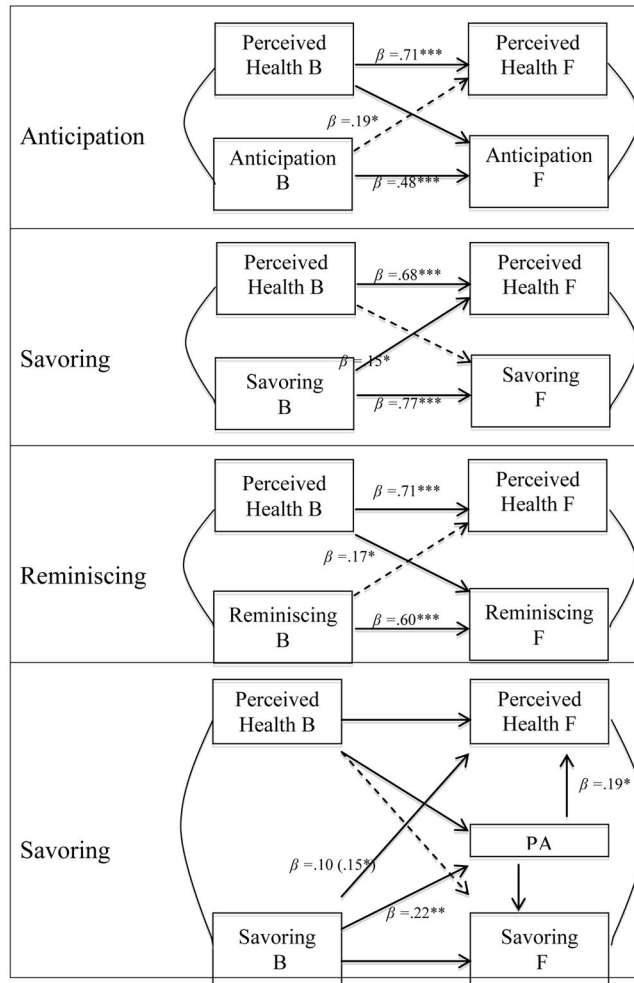 Anticipation
Perceived
Health B
β =.71***
Perceived
Health F
β =.19*
Anticipation
B
β =.48***
Anticipation
F
Savoring
Perceived
Health B
β =.68***
Perceived
Health F
β =.15*
Savoring
B
β =.77***
Savoring
F
Reminiscing
Perceived
Health B
β =.71***
Perceived
Health F
β =.17*
Reminiscing
B
β =.60***
Reminiscing
F
Savoring
Perceived
Health B
Perceived
Health F
β =.19*
PA
β =.10 (.15*)
β =.22**
Savoring
B
Savoring
F